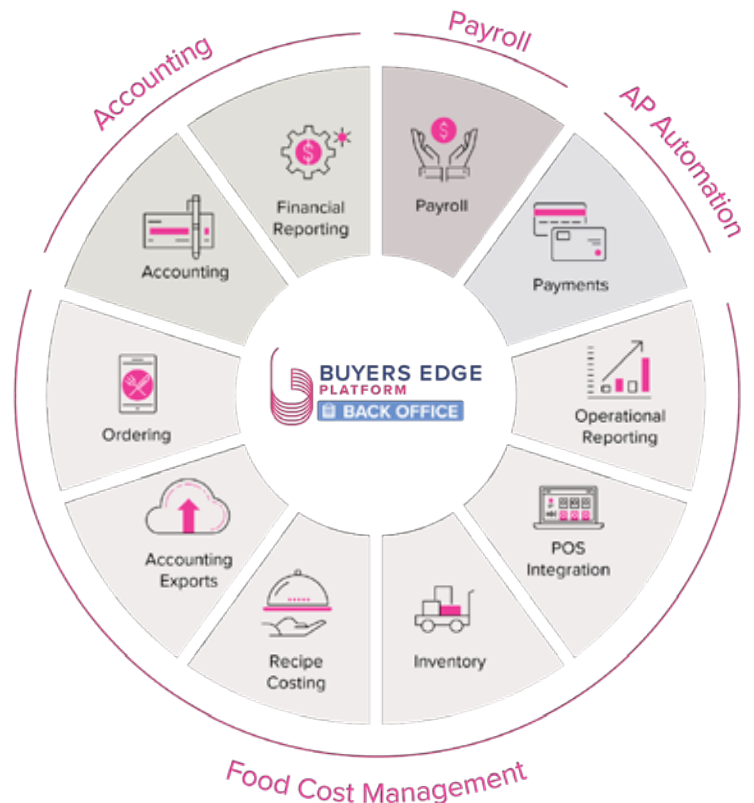 Accounting
Payroll
AP Automation
Financial
Reporting
$
Payroll
$
Accounting
Payments
Ordering
BUYERS EDGE
PLATFORM
BACK OFFICE
Operational
Reporting
Accounting
Exports
POS
Integration
Recipe
Costing
Inventory
Food Cost Management